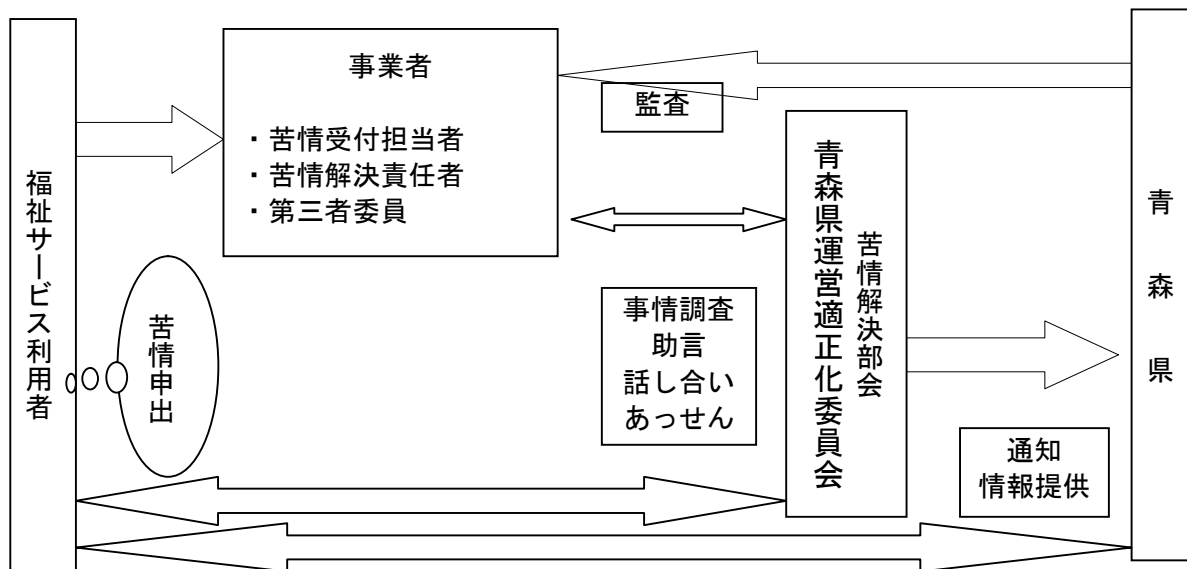 福祉サービス利用者
事業者
・苦情受付担当者
・苦情解決責任者
・第三者委員
苦情申出
監査
事情調査
助言
話し合い
あっせん
青森県運営適正化委員会
苦情解決部会
通知
情報提供
青森県